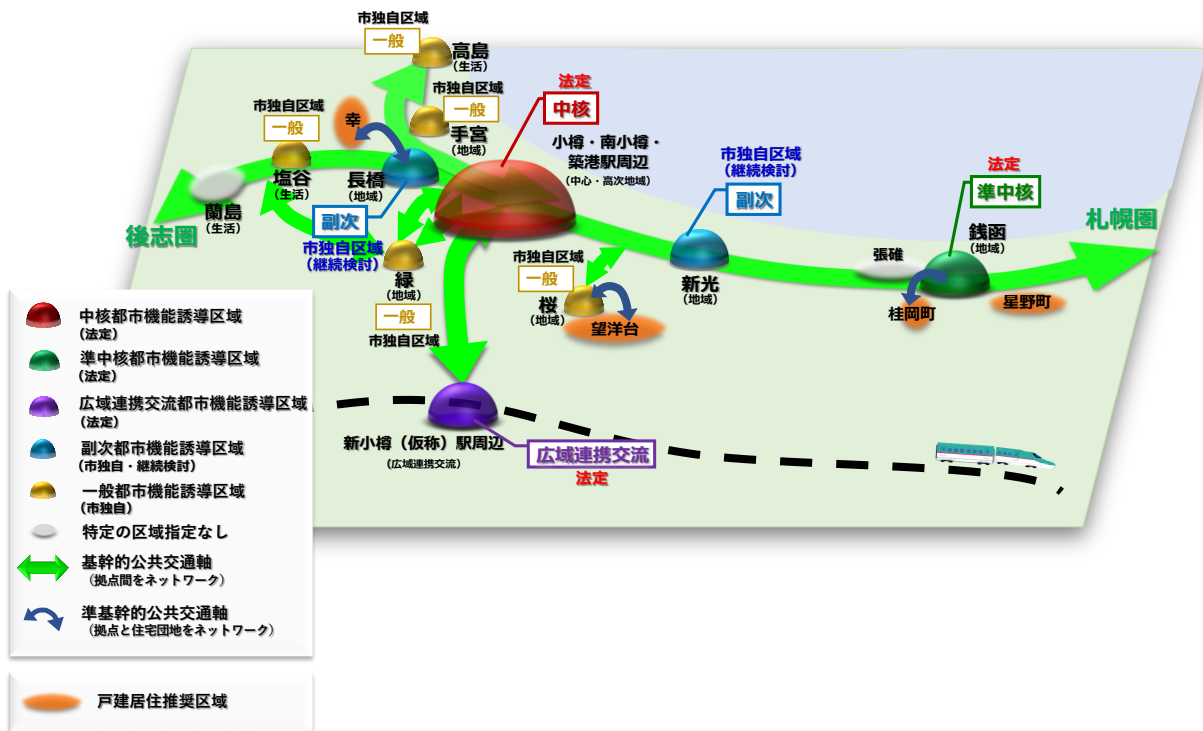 市独自区域
一般
高島
(生活)
市独自区域
一般
手宮
(地域)
市独自区域
一般
塩谷
(生活)
幸
長橋
(地域)
副次
市独自区域
(継続検討)
蘭島
(生活)
後志圏
法定
中核
小樽・南小樽・
築港駅周辺
(中心・高次地域)
市独自区域
(継続検討)
副次
新光
(地域)
法定
準中核
銭函
(地域)
札幌圏
張碓
桂岡町
星野町
緑
(地域)
一般
市独自区域
市独自区域
一般
桜
(地域)
望洋台
新小樽（仮称）駅周辺
(広域連携交流)
広域連携交流
法定
中核都市機能誘導区域
(法定)
準中核都市機能誘導区域
(法定)
広域連携交流都市機能誘導区域
(法定)
副次都市機能誘導区域
(市独自・継続検討)
一般都市機能誘導区域
(市独自)
特定の区域指定なし
基幹的公共交通軸
(拠点間をネットワーク)
準基幹的公共交通軸
(拠点と住宅団地をネットワーク)
戸建居住推奨区域